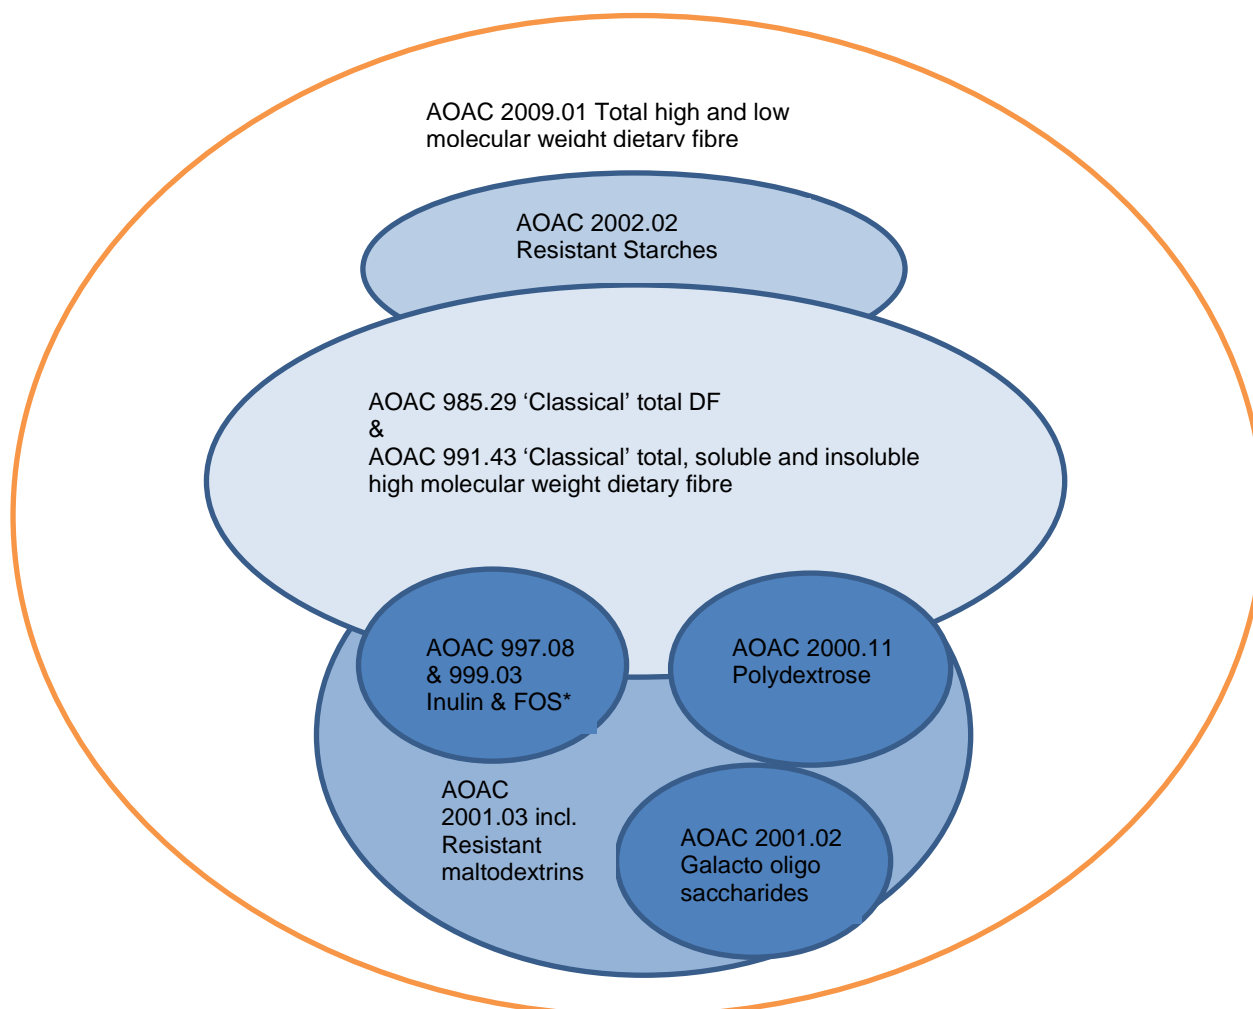 AOAC 2009.01 Total high and low
molecular weight dietary fibre
AOAC 2002.02
Resistant Starches
AOAC 985.29 ‘Classical’ total DF
&
AOAC 991.43 ‘Classical’ total, soluble and insoluble
high molecular weight dietary fibre
AOAC 997.08
& 999.03
Inulin & FOS*
AOAC 2000.11
Polydextrose
AOAC
2001.03 incl.
Resistant
maltodextrins
AOAC 2001.02
Galacto oligo
saccharides